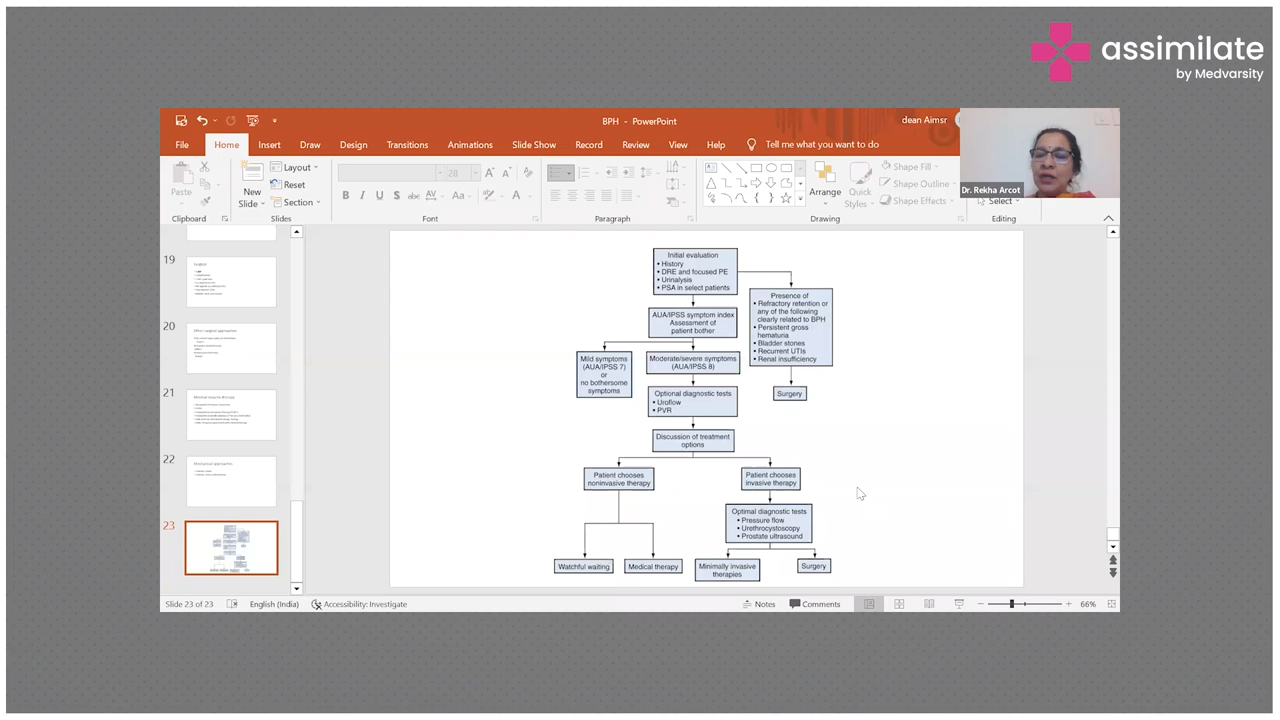 assimilate
by Medvarsity
BPH - PowerPoint
dean Aimsr
File Home Insert Draw Design Transitions Animations Slide Show Record Review View Help Tell me what you want to do
Paste
New
Slide
Layout
Reset
Section
28
B I U S abc AV Aa A
Arrange
Quick
Styles
Shape Fill
Shape Outline
Shape Effects
Select
Dr. Rekha Arcot
Clipboard Slides Font Paragraph Drawing Editing
19
20
21
22
23
Initial evaluation
• History
• DRE and focused PE
• Urinalysis
• PSA in select patients
Presence of
• Refractory retention or
any of the following
clearly related to BPH
• Persistent gross
hematuria
• Bladder stones
• Recurrent UTIs
• Renal insufficiency
Surgery
AUA/IPSS symptom index
Assessment of
patient bother
Mild symptoms
(AUA/IPSS 7)
or
no bothersome
symptoms
Moderate/severe symptoms
(AUA/IPSS 8)
Optional diagnostic tests
• Uroflow
• PVR
Discussion of treatment
options
Patient chooses
noninvasive therapy
Patient chooses
invasive therapy
Optimal diagnostic tests
• Pressure flow
• Urethrocystoscopy
• Prostate ultrasound
Watchful waiting
Medical therapy
Minimally invasive
therapies
Surgery
Slide 23 of 23 English (India) Accessibility: Investigate Notes Comments 66%